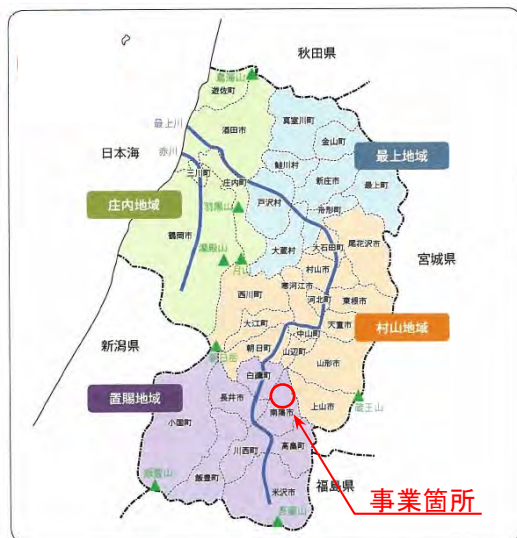 秋田県
鳥海山
遊佐町
最上川
酒田市
真室川町
金山町
日本海
赤川
三川町
鮭川村
最上地域
庄内町
新庄市
最上町
庄内地域
羽黒山
戸沢村
舟形町
鶴岡市
大蔵村
大石田町
尾花沢市
湯殿山
月山
村山市
宮城県
西川町
寒河江市
河北町
東根市
大江町
天童市
中山町
村山地域
新潟県
朝日岳
朝日町
山辺町
山形市
白鷹町
置賜地域
長井市
南陽市
上山市
蔵王山
小国町
川西町
高畠町
飯豊山
飯豊町
米沢市
福島県
吾妻山
事業箇所